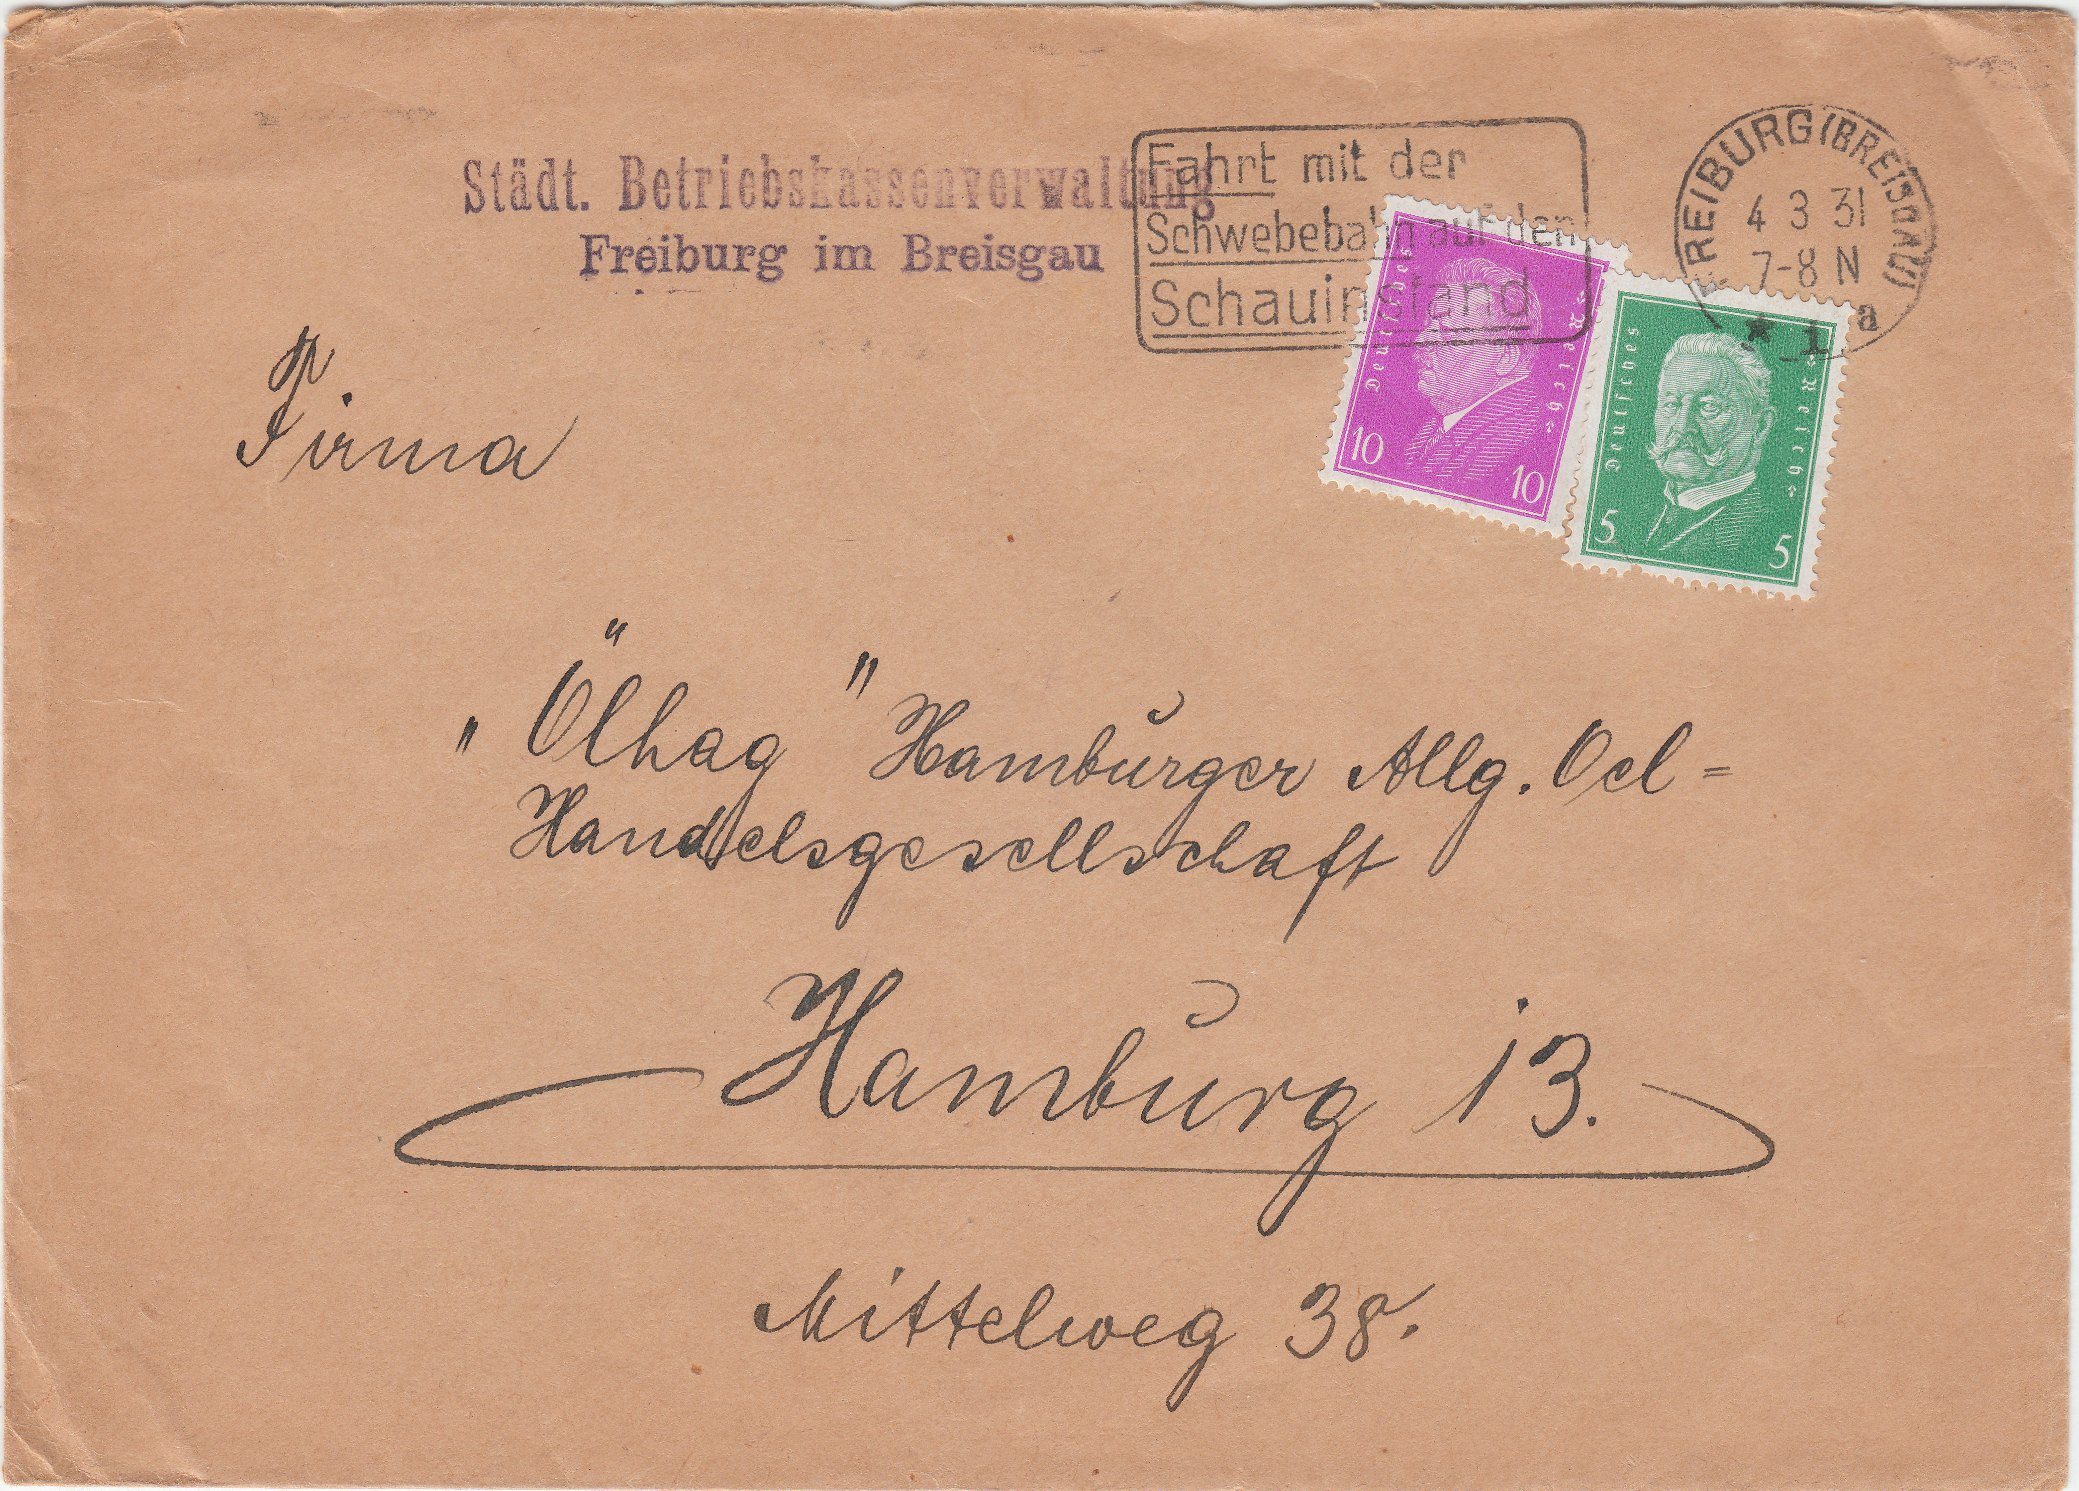 Städt. Betriebskassenverwaltung
Freiburg im Breisgau
Fahrt mit der
Schwebebahn auf den
Schauinsland
FREIBURG (BREISGAU)
4 3 31
7-8 N
* 1 a
Deutsches Reich
10 10
Deutsches Reich
5 5
Firma
„Ölhag" Hamburger Allg. Oel=
Handelsgesellschaft
Hamburg 13.
Mittelweg 38.